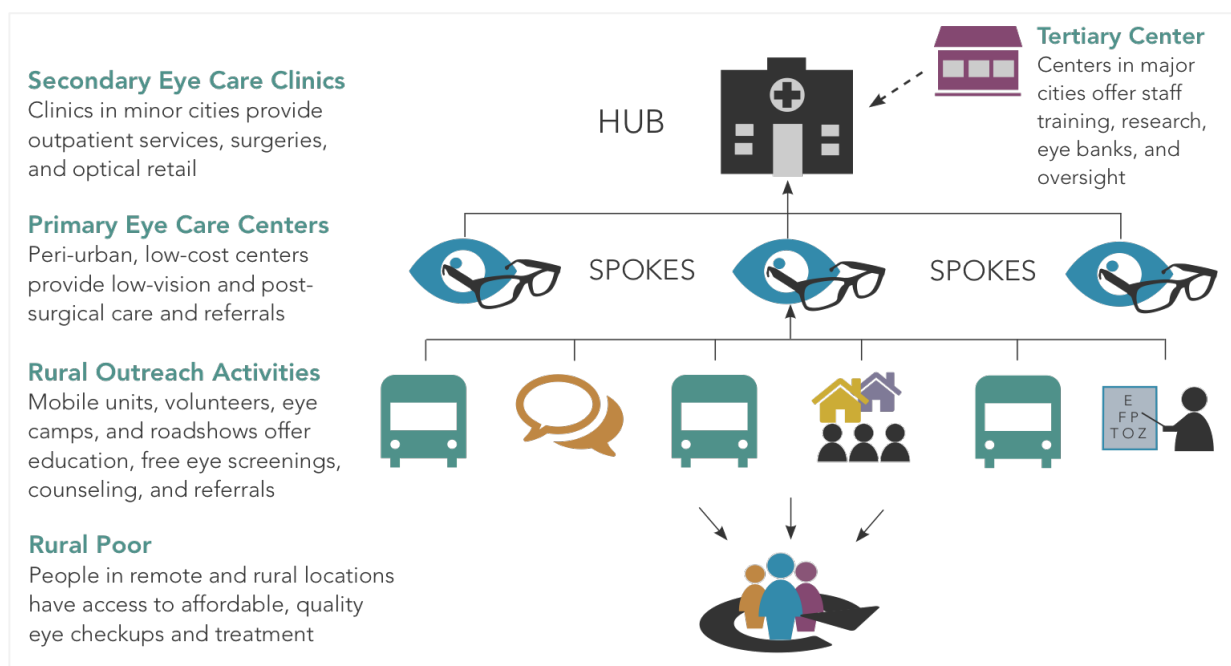 Secondary Eye Care Clinics
Clinics in minor cities provide
outpatient services, surgeries,
and optical retail
HUB
Tertiary Center
Centers in major
cities offer staff
training, research,
eye banks, and
oversight
Primary Eye Care Centers
Peri-urban, low-cost centers
provide low-vision and post-
surgical care and referrals
SPOKES
SPOKES
Rural Outreach Activities
Mobile units, volunteers, eye
camps, and roadshows offer
education, free eye screenings,
counseling, and referrals
E
F P
T O Z
Rural Poor
People in remote and rural locations
have access to affordable, quality
eye checkups and treatment